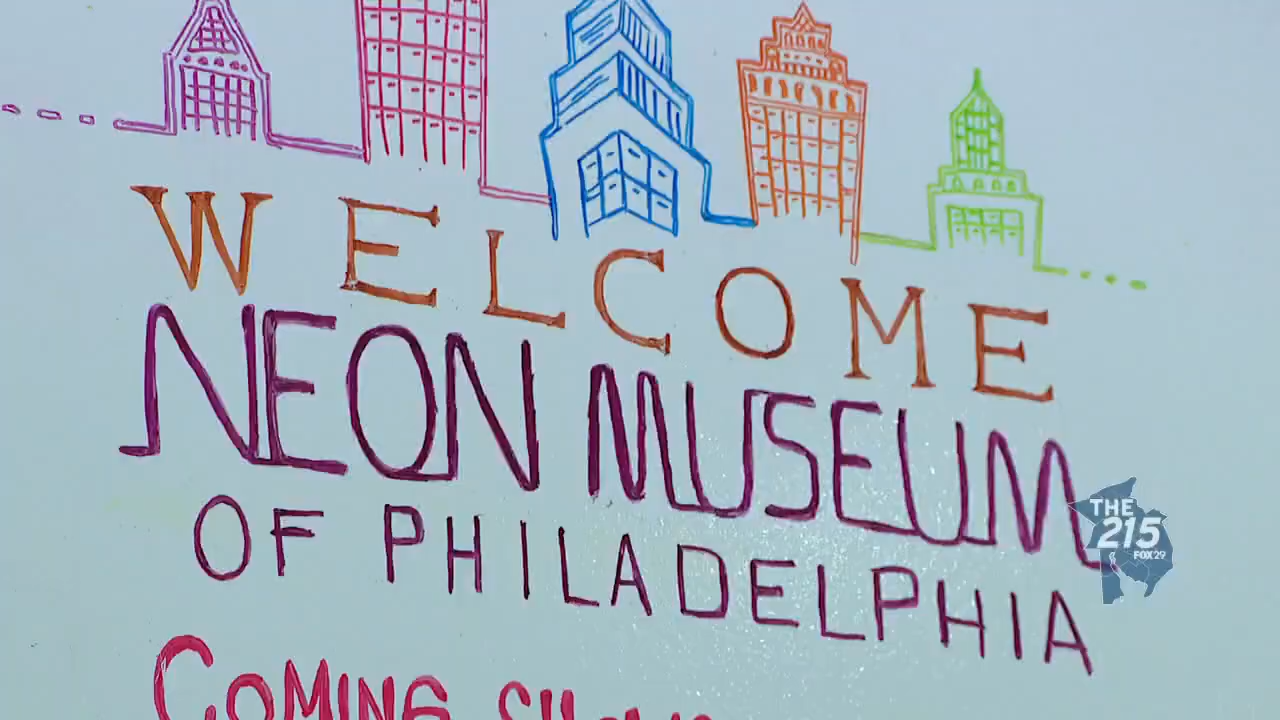 WELCOME
NEON MUSEUM
OF PHILADELPHIA
COMING
THE
215
FOX29